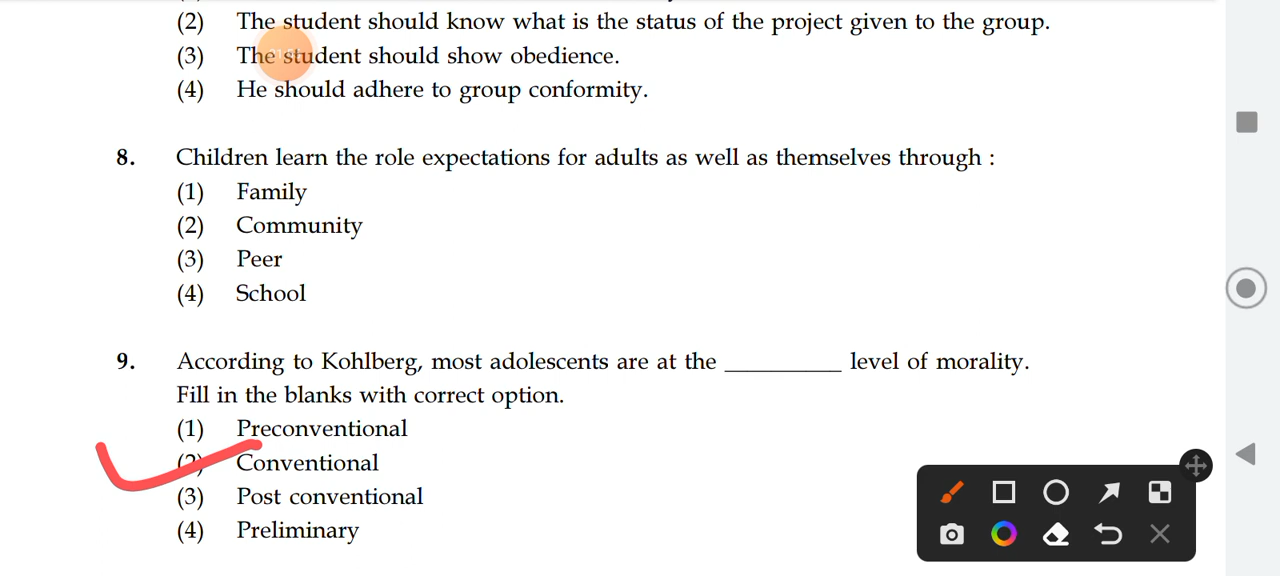 (2) The student should know what is the status of the project given to the group.
(3) The student should show obedience.
(4) He should adhere to group conformity.
8. Children learn the role expectations for adults as well as themselves through :
(1) Family
(2) Community
(3) Peer
(4) School
9. According to Kohlberg, most adolescents are at the __________ level of morality.
Fill in the blanks with correct option.
(1) Preconventional
(2) Conventional
(3) Post conventional
(4) Preliminary